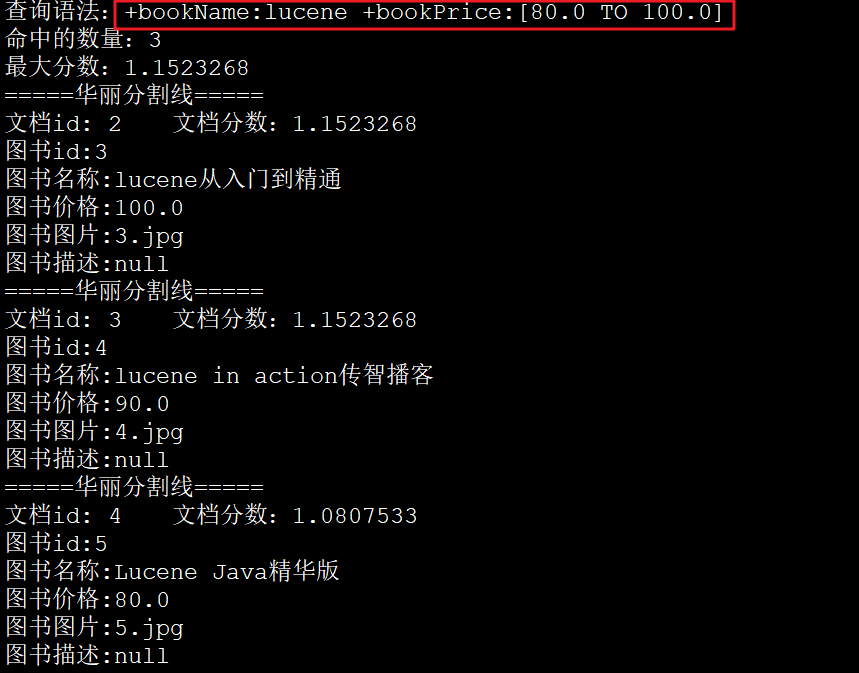 查询语法: +bookName:lucene +bookPrice:[80.0 TO 100.0]
命中的数量: 3
最大分数: 1.1523268
=====华丽分割线=====
文档id: 2 文档分数: 1.1523268
图书id:3
图书名称:lucene从入门到精通
图书价格:100.0
图书图片:3.jpg
图书描述:null
=====华丽分割线=====
文档id: 3 文档分数: 1.1523268
图书id:4
图书名称:lucene in action传智播客
图书价格:90.0
图书图片:4.jpg
图书描述:null
=====华丽分割线=====
文档id: 4 文档分数: 1.0807533
图书id:5
图书名称:Lucene Java精华版
图书价格:80.0
图书图片:5.jpg
图书描述:null